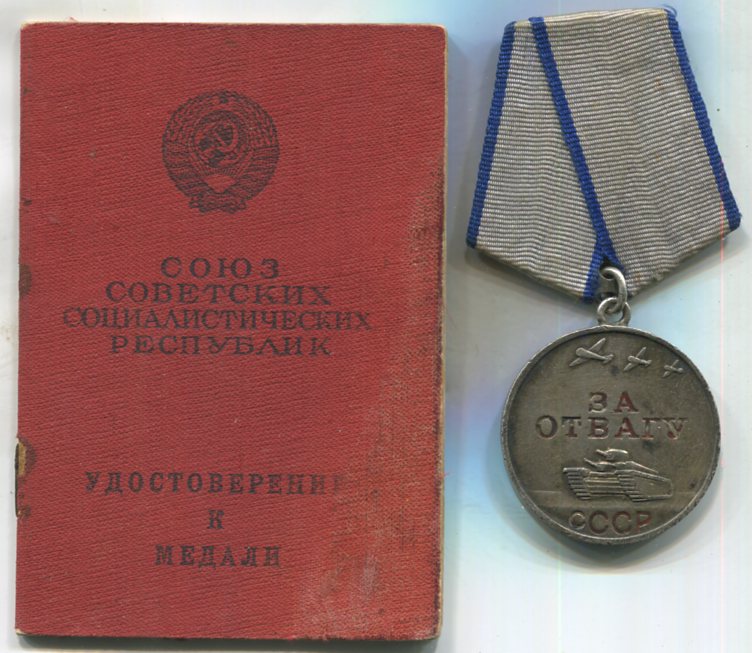 СОЮЗ
СОВЕТСКИХ
СОЦИАЛИСТИЧЕСКИХ
РЕСПУБЛИК
УДОСТОВЕРЕНИЕ
К
МЕДАЛИ
ЗА
ОТВАГУ
СССР